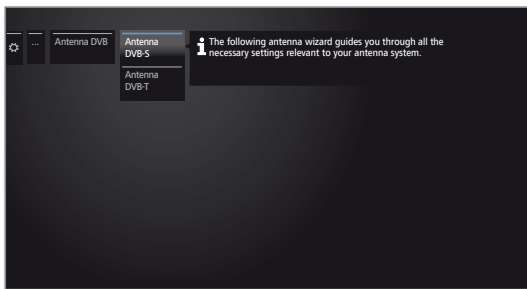 ...
Antenna DVB
Antenna
DVB-S
The following antenna wizard guides you through all the
necessary settings relevant to your antenna system.
Antenna
DVB-T